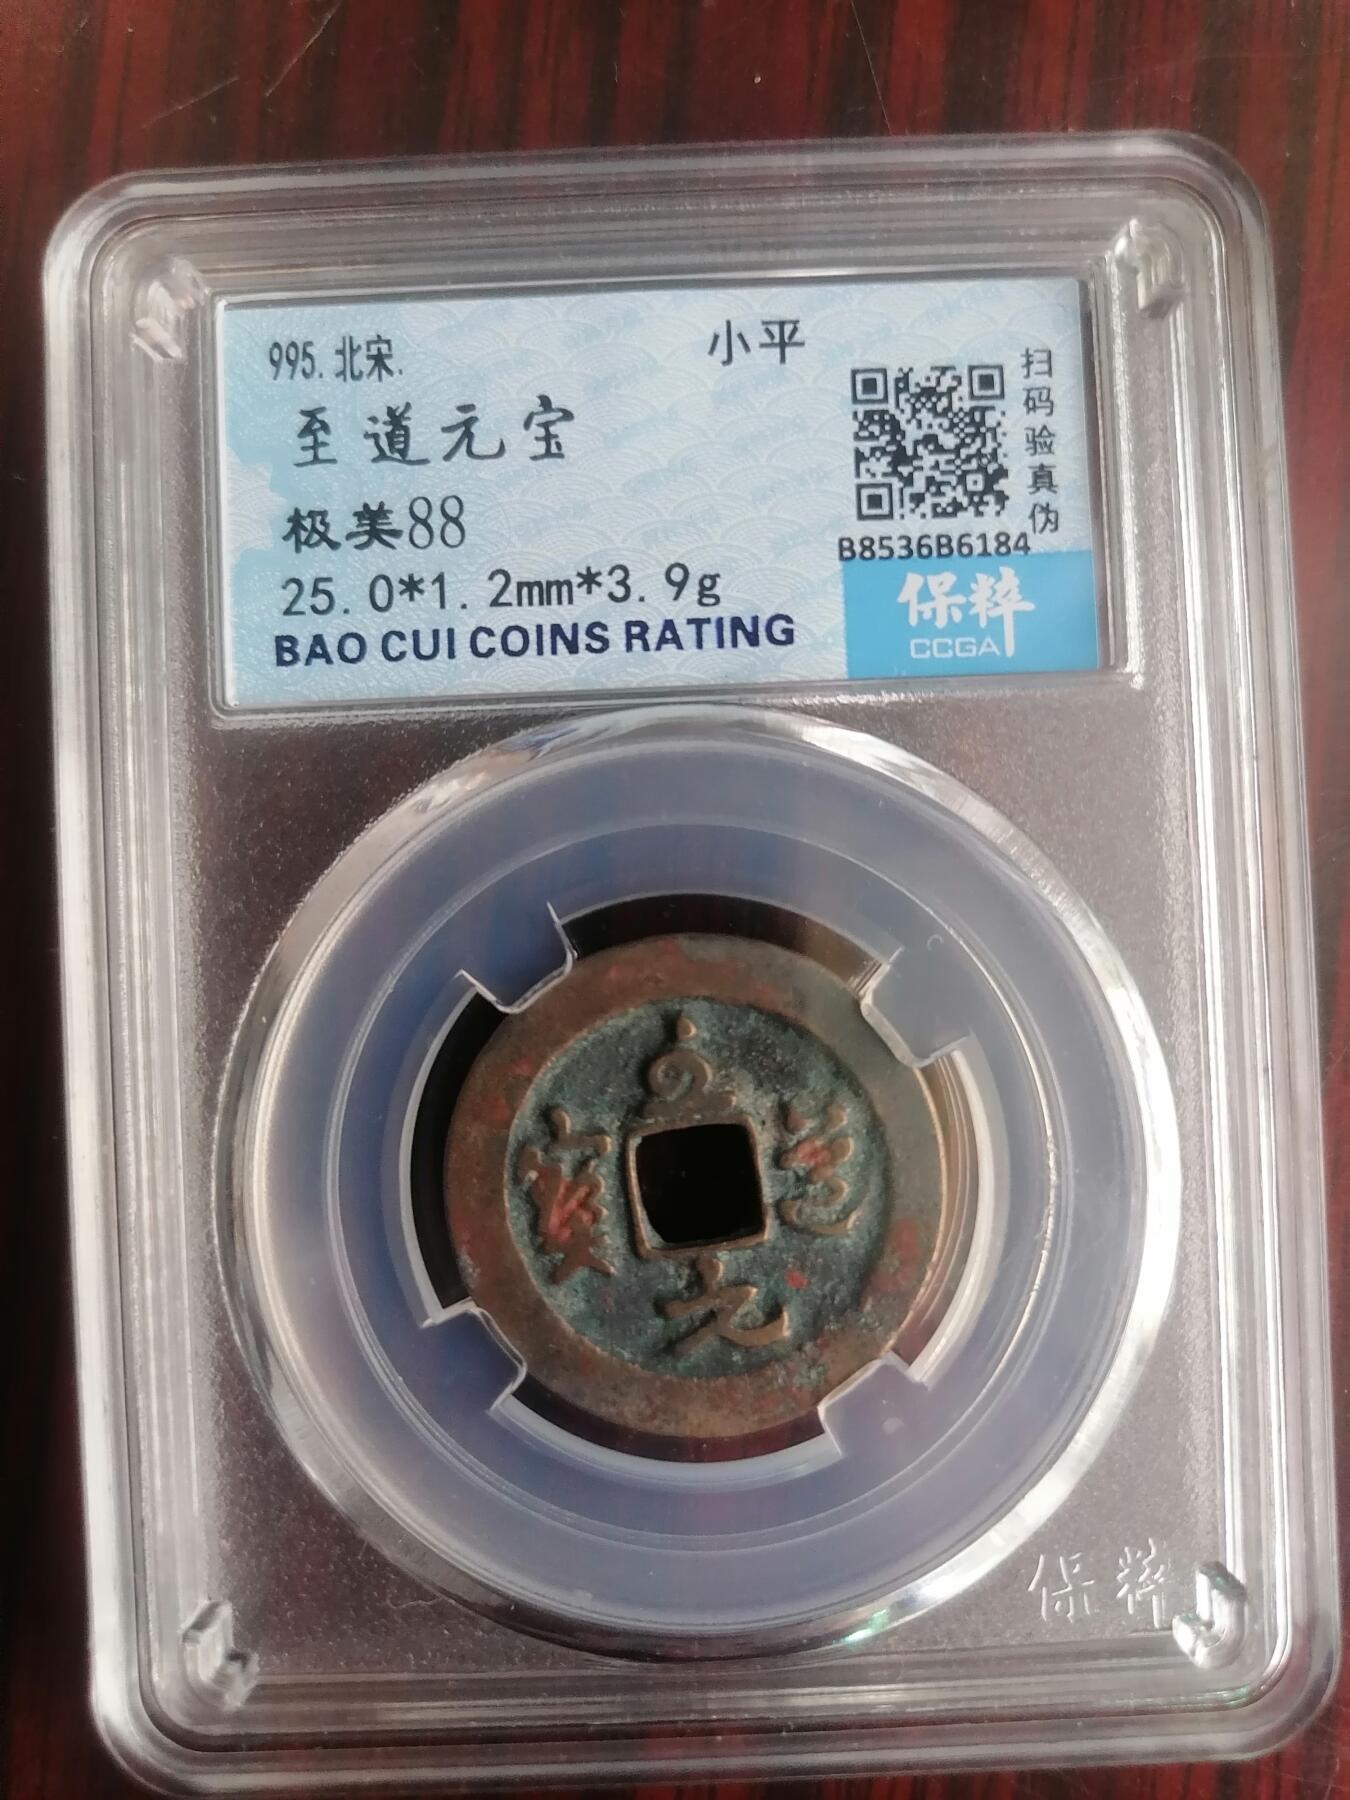 995.北宋.
小平
至道元宝
极美88
25.0*1.2mm*3.9g
BAO CUI COINS RATING
扫码验真伪
B8536B6184
保粹
CCGA
至道元寳
保粹